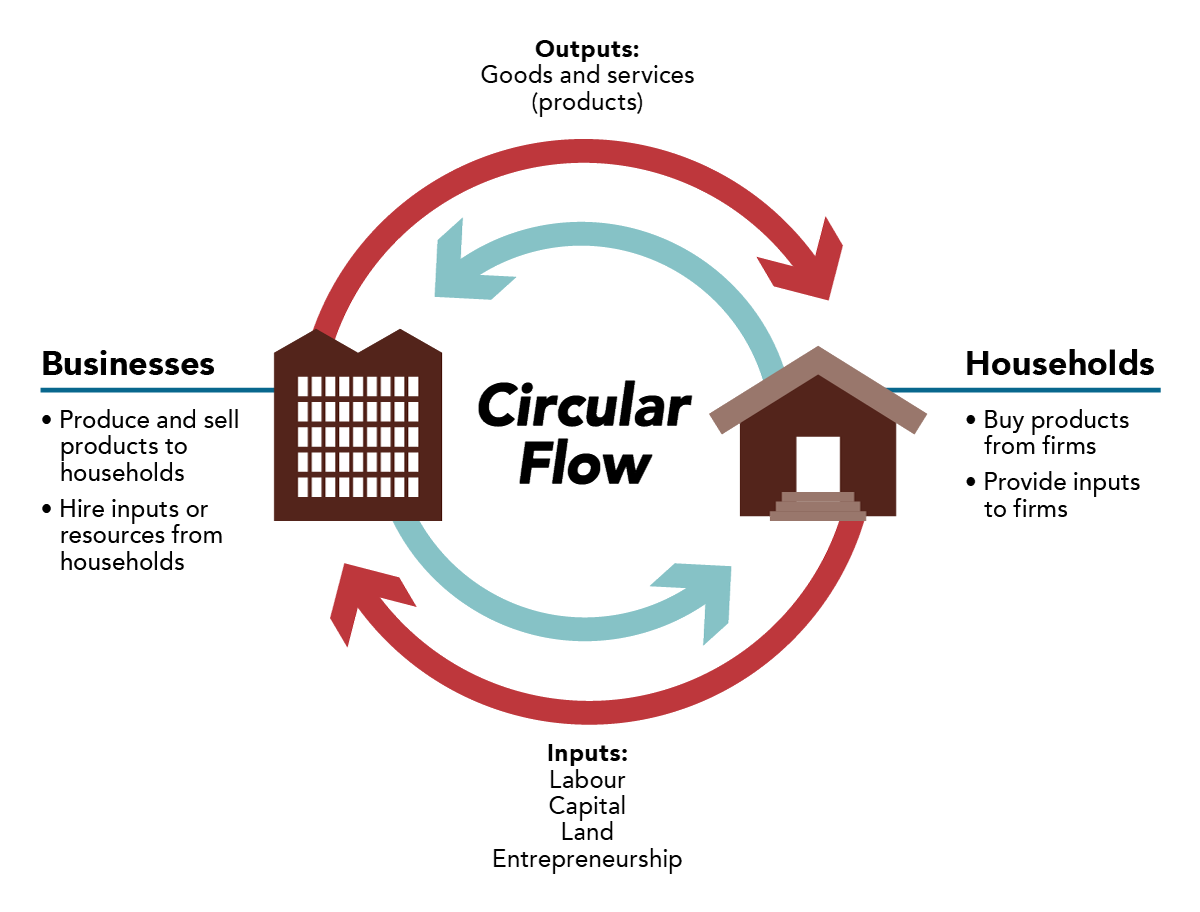 Outputs:
Goods and services
(products)
Businesses
• Produce and sell
products to
households
• Hire inputs or
resources from
households
Circular
Flow
Households
• Buy products
from firms
• Provide inputs
to firms
Inputs:
Labour
Capital
Land
Entrepreneurship